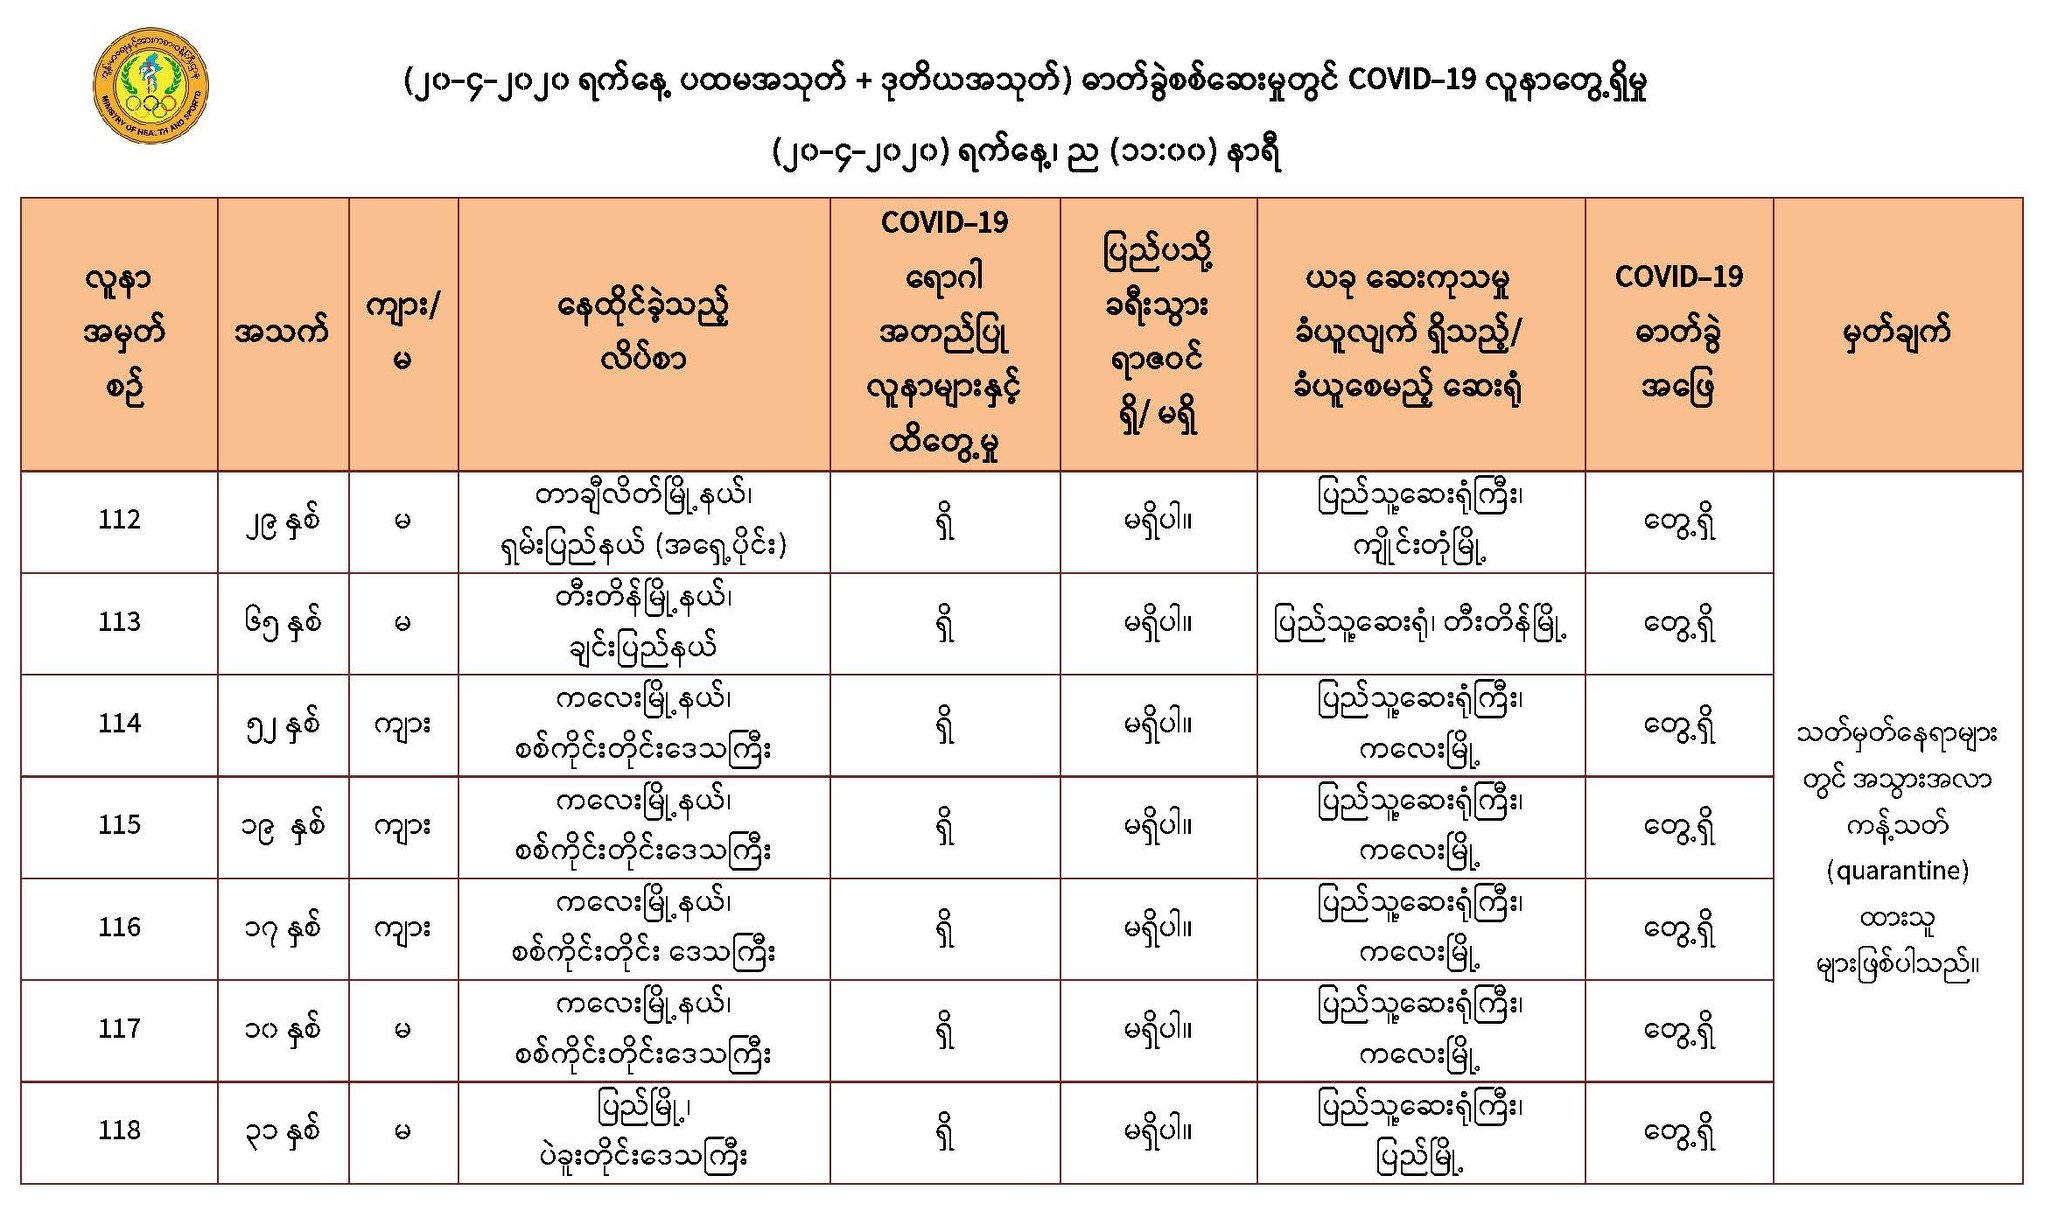 ကျန်းမာရေးနှင့်အားကစားဝန်ကြီးဌာန
MINISTRY OF HEALTH AND SPORTS
(၂၀–၄–၂၀၂၀ ရက်နေ့ ပထမအသုတ် + ဒုတိယအသုတ်) ဓာတ်ခွဲစစ်ဆေးမှုတွင် COVID–19 လူနာတွေ့ရှိမှု
(၂၀–၄–၂၀၂၀) ရက်နေ့၊ ည (၁၁:၀၀) နာရီ
လူနာ
အမှတ်
စဉ်
အသက်
ကျား/
မ
နေထိုင်ခဲ့သည့်
လိပ်စာ
COVID–19
ရောဂါ
အတည်ပြု
လူနာများနှင့်
ထိတွေ့မှု
ပြည်ပသို့
ခရီးသွား
ရာဇဝင်
ရှိ/ မရှိ
ယခု ဆေးကုသမှု
ခံယူလျက် ရှိသည့်/
ခံယူစေမည့် ဆေးရုံ
COVID–19
ဓာတ်ခွဲ
အဖြေ
မှတ်ချက်
112
၂၉ နှစ်
မ
တာချီလိတ်မြို့နယ်၊
ရှမ်းပြည်နယ် (အရှေ့ပိုင်း)
ရှိ
မရှိပါ။
ပြည်သူ့ဆေးရုံကြီး၊
ကျိုင်းတုံမြို့
တွေ့ရှိ
113
၆၅ နှစ်
မ
တီးတိန်မြို့နယ်၊
ချင်းပြည်နယ်
ရှိ
မရှိပါ။
ပြည်သူ့ဆေးရုံ၊ တီးတိန်မြို့
တွေ့ရှိ
114
၅၂ နှစ်
ကျား
ကလေးမြို့နယ်၊
စစ်ကိုင်းတိုင်းဒေသကြီး
ရှိ
မရှိပါ။
ပြည်သူ့ဆေးရုံကြီး၊
ကလေးမြို့
တွေ့ရှိ
115
၁၉ နှစ်
ကျား
ကလေးမြို့နယ်၊
စစ်ကိုင်းတိုင်းဒေသကြီး
ရှိ
မရှိပါ။
ပြည်သူ့ဆေးရုံကြီး၊
ကလေးမြို့
တွေ့ရှိ
116
၁၇ နှစ်
ကျား
ကလေးမြို့နယ်၊
စစ်ကိုင်းတိုင်း ဒေသကြီး
ရှိ
မရှိပါ။
ပြည်သူ့ဆေးရုံကြီး၊
ကလေးမြို့
တွေ့ရှိ
117
၁၀ နှစ်
မ
ကလေးမြို့နယ်၊
စစ်ကိုင်းတိုင်းဒေသကြီး
ရှိ
မရှိပါ။
ပြည်သူ့ဆေးရုံကြီး၊
ကလေးမြို့
တွေ့ရှိ
118
၃၁ နှစ်
မ
ပြည်မြို့၊
ပဲခူးတိုင်းဒေသကြီး
ရှိ
မရှိပါ။
ပြည်သူ့ဆေးရုံကြီး၊
ပြည်မြို့
တွေ့ရှိ
သတ်မှတ်နေရာများ
တွင် အသွားအလာ
ကန့်သတ်
(quarantine)
ထားသူ
များဖြစ်ပါသည်။